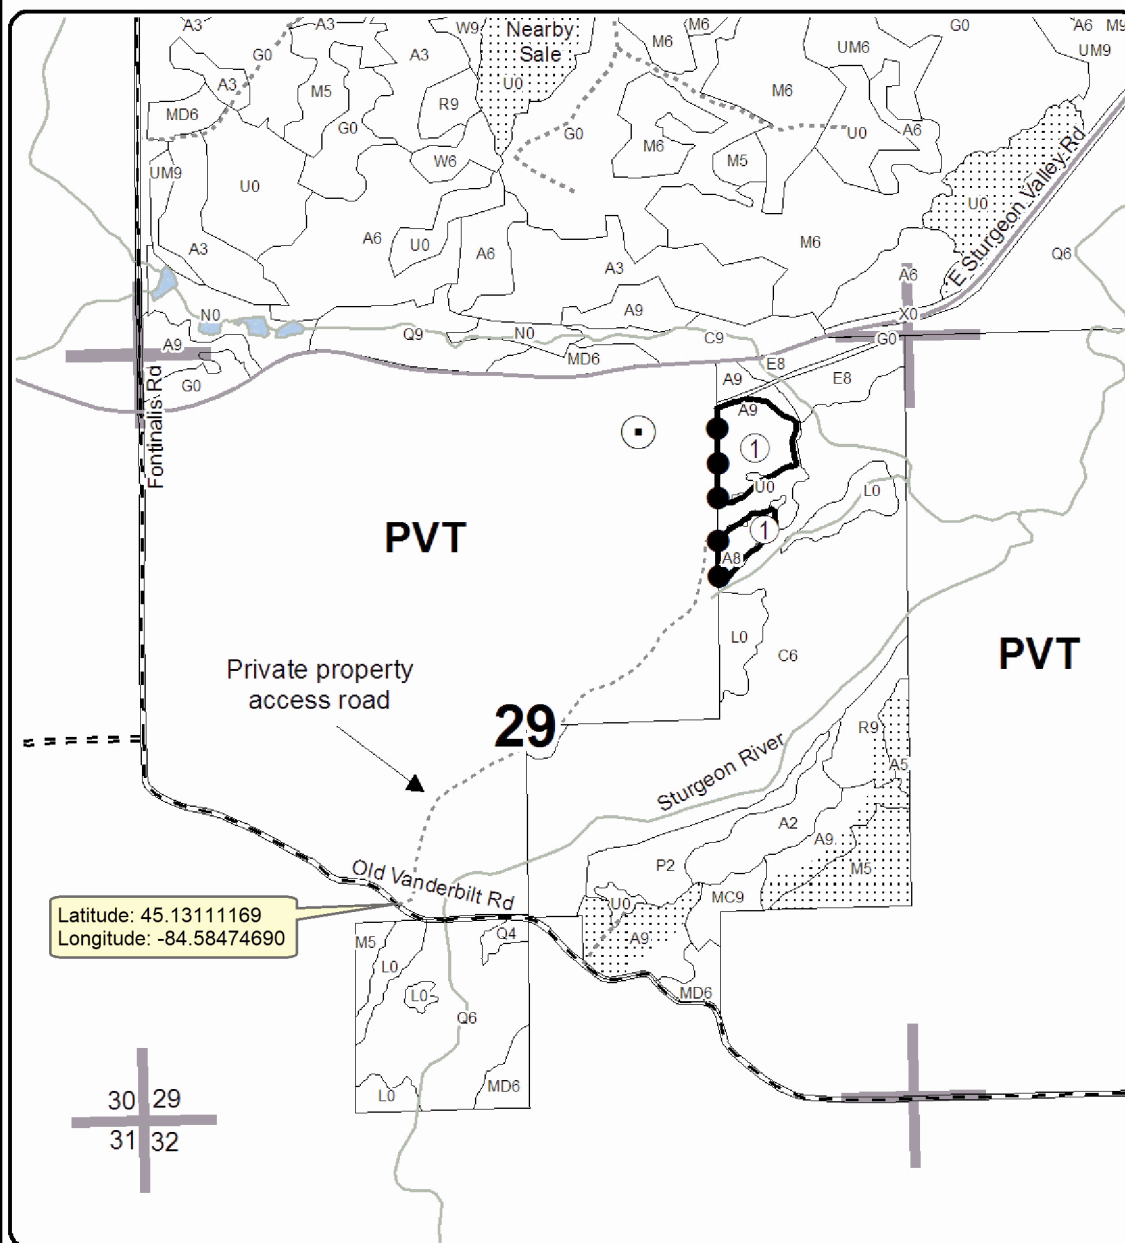 A3
A3
W9
Nearby
Sale
M6
G0
A6
M9
G0
A3
M6
UM6
UM9
A3
M5
R9
U0
M6
MD6
G0
G0
U0
A6
M6
W6
M5
UM9
U0
U0
E Sturgeon Valley Rd
A3
A6
U0
A6
M6
Q6
A3
A6
N0
A9
X0
Q9
N0
C9
G0
A9
MD6
E8
G0
A9
E8
A9
Fontinalis Rd
1
U0
L0
PVT
1
A8
L0
C6
PVT
Private property
access road
29
R9
Sturgeon River
A5
A2
A9
P2
M5
Old Vanderbilt Rd
MC9
U0
Latitude: 45.13111169
Longitude: -84.58474690
M5
Q4
A9
L0
L0
MD6
Q6
L0
MD6
30 29
31 32